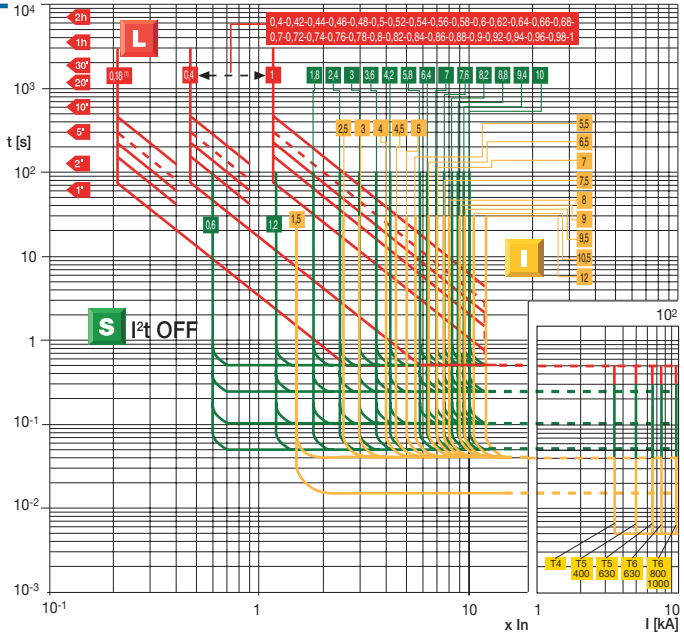 10⁴
2h
1h
30'
20'
10'
5'
2'
1'
t [s]
10³
10²
10
1
10⁻¹
10⁻²
10⁻³
L
0,4-0,42-0,44-0,46-0,48-0,5-0,52-0,54-0,56-0,58-0,6-0,62-0,64-0,66-0,68-
0,7-0,72-0,74-0,76-0,78-0,8-0,82-0,84-0,86-0,88-0,9-0,92-0,94-0,96-0,98-1
0,18⁽¹⁾ 0,4 1
1,8 2,4 3 3,6 4,2 5,8 6,4 7 7,6 8,2 8,8 9,4 10
2,5 3 4 4,5 5
5,5
6,5
7
7,5
8
9
9,5
10,5
12
0,6 1,2 1,5
I
S I²t OFF
10²
T4
T5
400
T5
630
T6
630
T6
800
1000
10⁻¹ 1 10 1 10
x In I [kA]